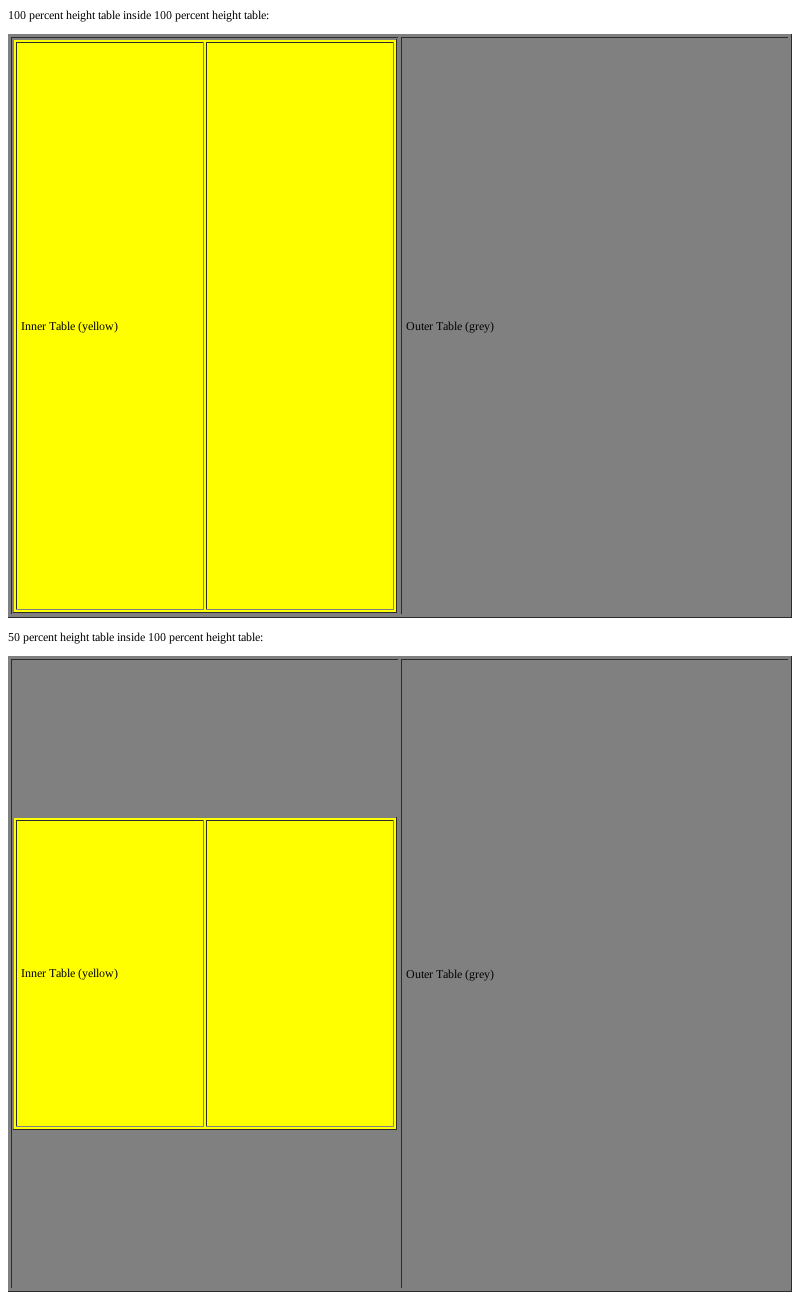 100 percent height table inside 100 percent height table:
Inner Table (yellow)
Outer Table (grey)
50 percent height table inside 100 percent height table:
Inner Table (yellow)
Outer Table (grey)